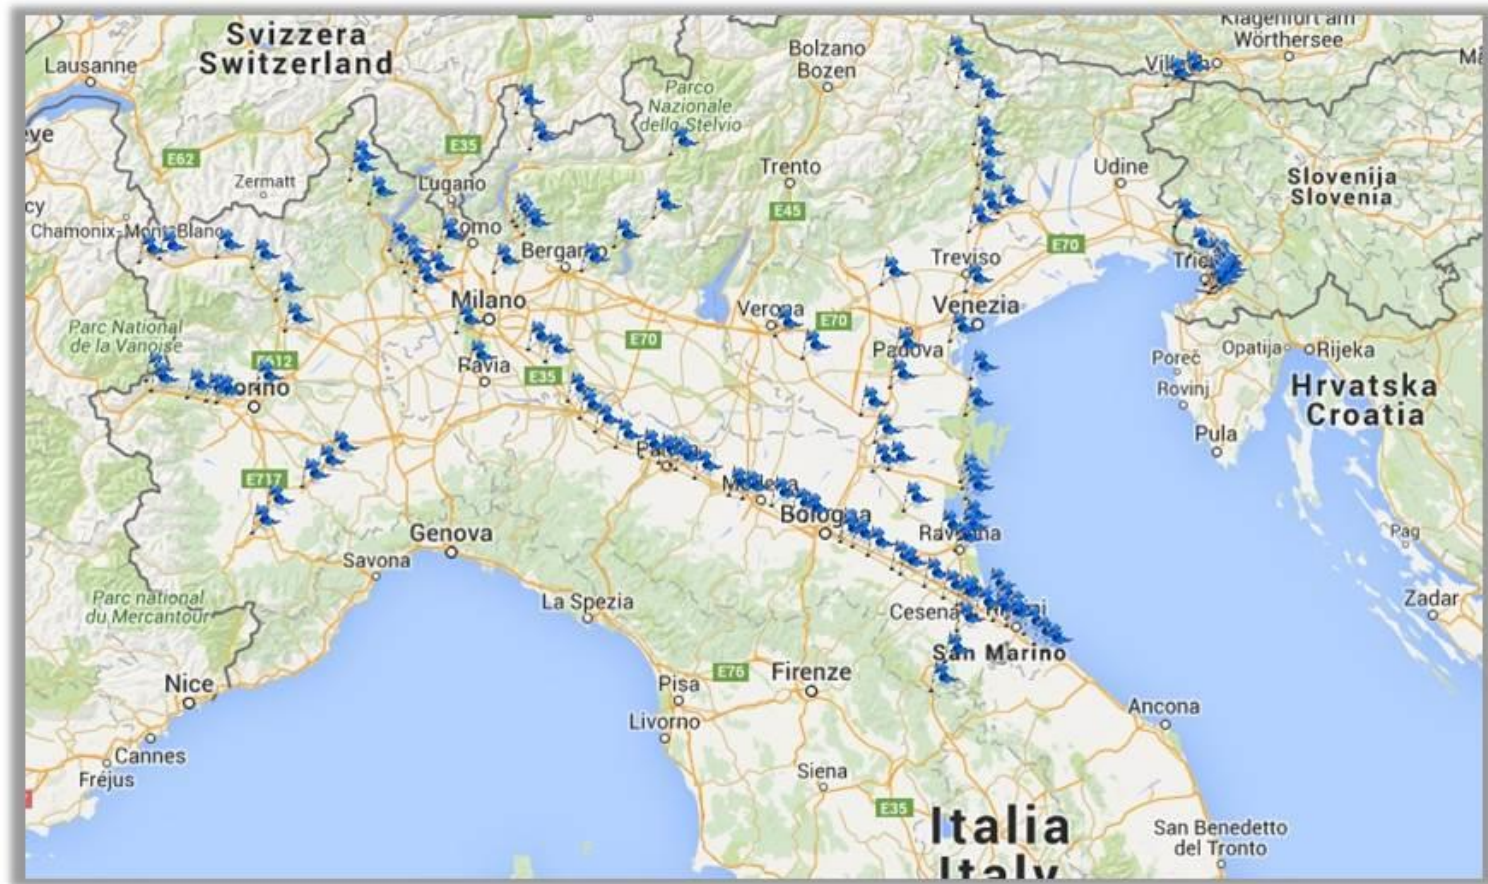 Svizzera
Switzerland
Lausanne
Bolzano
Bozen
Klagenfurt am
Wörthersee
Parco
Nazionale
dello Stelvio
E35
E62
Zermatt
Lugano
Trento
Udine
Slovenija
Slovenia
E45
Chamonix-Mont-Blanc
Bergamo
Treviso
E70
Milano
Verona
E70
Venezia
Parc National
de la Vanoise
E70
Padova
Pavia
E35
Poreč
Opatija
Rijeka
Rovinj
Hrvatska
Croatia
Pula
E717
Bologna
Genova
Savona
Pag
Parc national
du Mercantour
La Spezia
Cesena
Zadar
San Marino
Nice
E76
Firenze
Pisa
Livorno
Ancona
Cannes
Fréjus
Siena
E35
Italia
Italy
San Benedetto
del Tronto